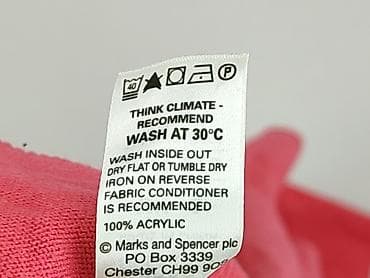 40 P
THINK CLIMATE -
RECOMMEND
WASH AT 30°C
WASH INSIDE OUT
DRY FLAT OR TUMBLE DRY
IRON ON REVERSE
FABRIC CONDITIONER
IS RECOMMENDED
100% ACRYLIC
© Marks and Spencer plc
PO Box 3339
Chester CH99